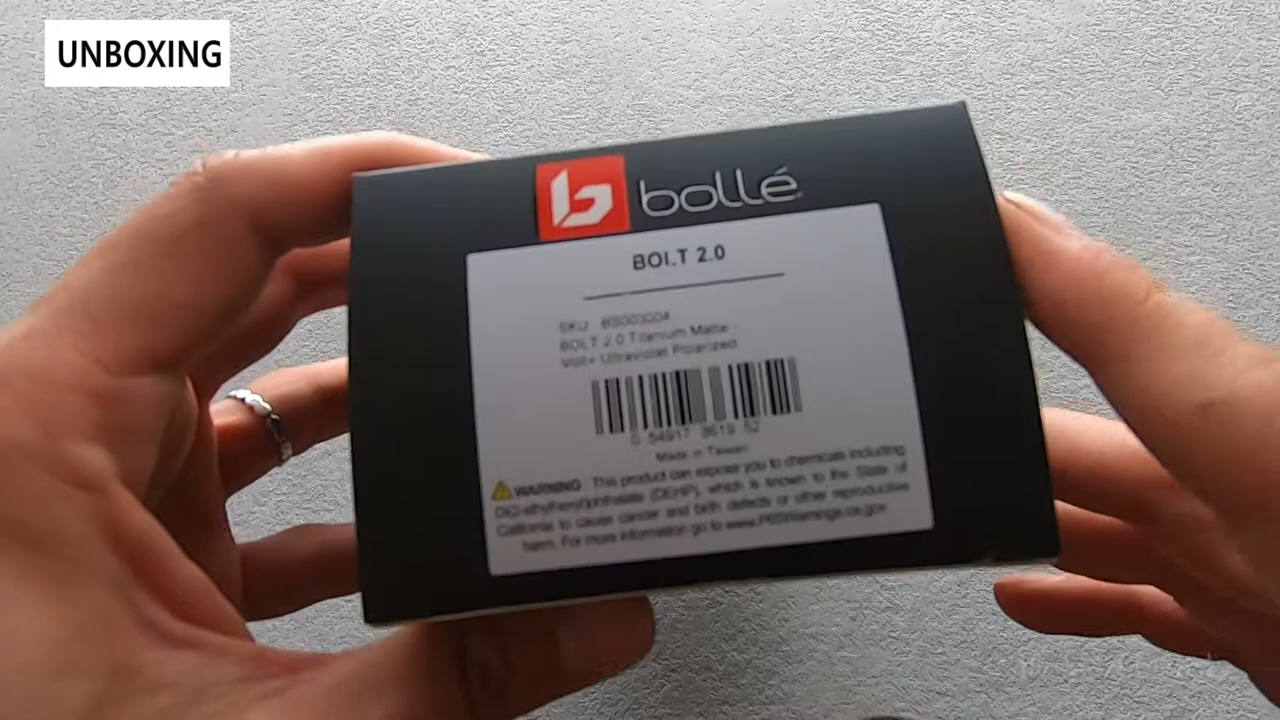 UNBOXING
b bollé
BOLT 2.0
SKU BS003004
BOLT 2.0 Titanium Matte -
Volt+ Ultraviolet Polarized
0 54917 3619 52
Made in Taiwan
WARNING This product can expose you to chemicals including
Di(2-ethylhexyl)phthalate (DEHP), which is known to the State of
California to cause cancer and birth defects or other reproductive
harm. For more information go to www.P65Warnings.ca.gov